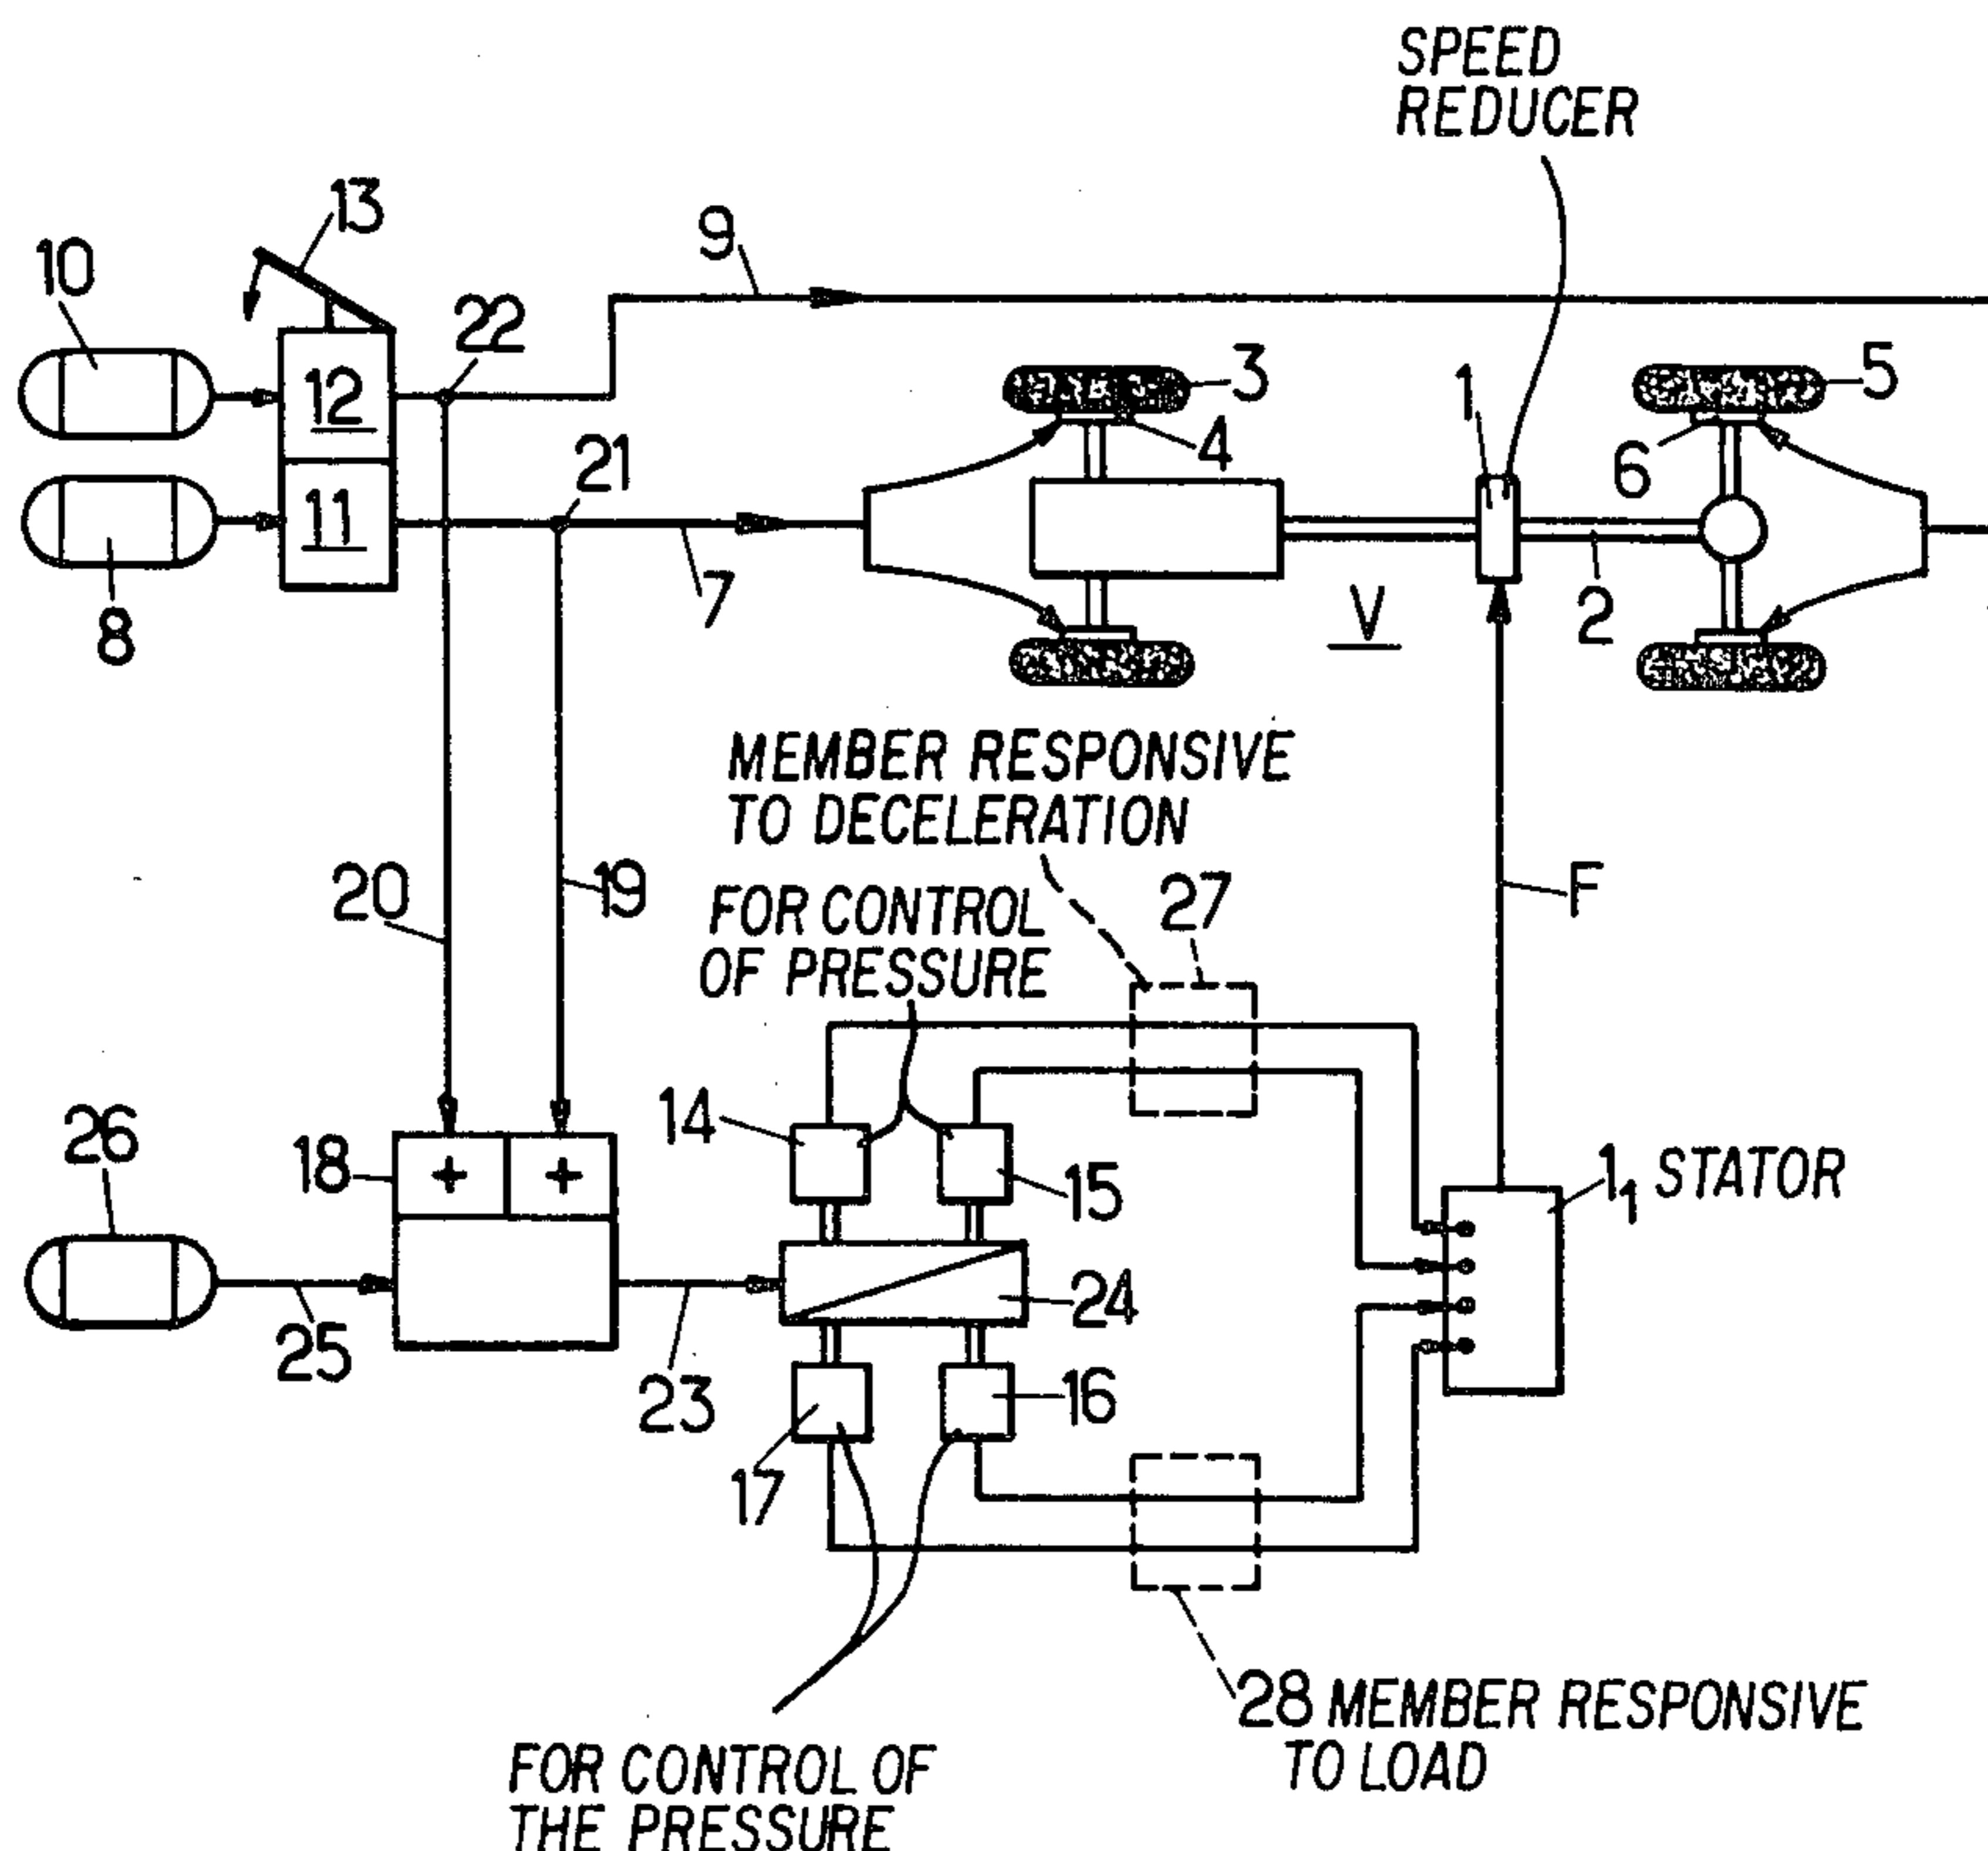 SPEED
REDUCER
13
10
9
22
12
3
5
1
4
21
6
11
7
V
2
8
MEMBER RESPONSIVE
TO DECELERATION
20
19
FOR CONTROL
OF PRESSURE
27
F
14
26
18
+ +
15
1₁ STATOR
24
25
23
16
17
28 MEMBER RESPONSIVE
TO LOAD
FOR CONTROL OF
THE PRESSURE